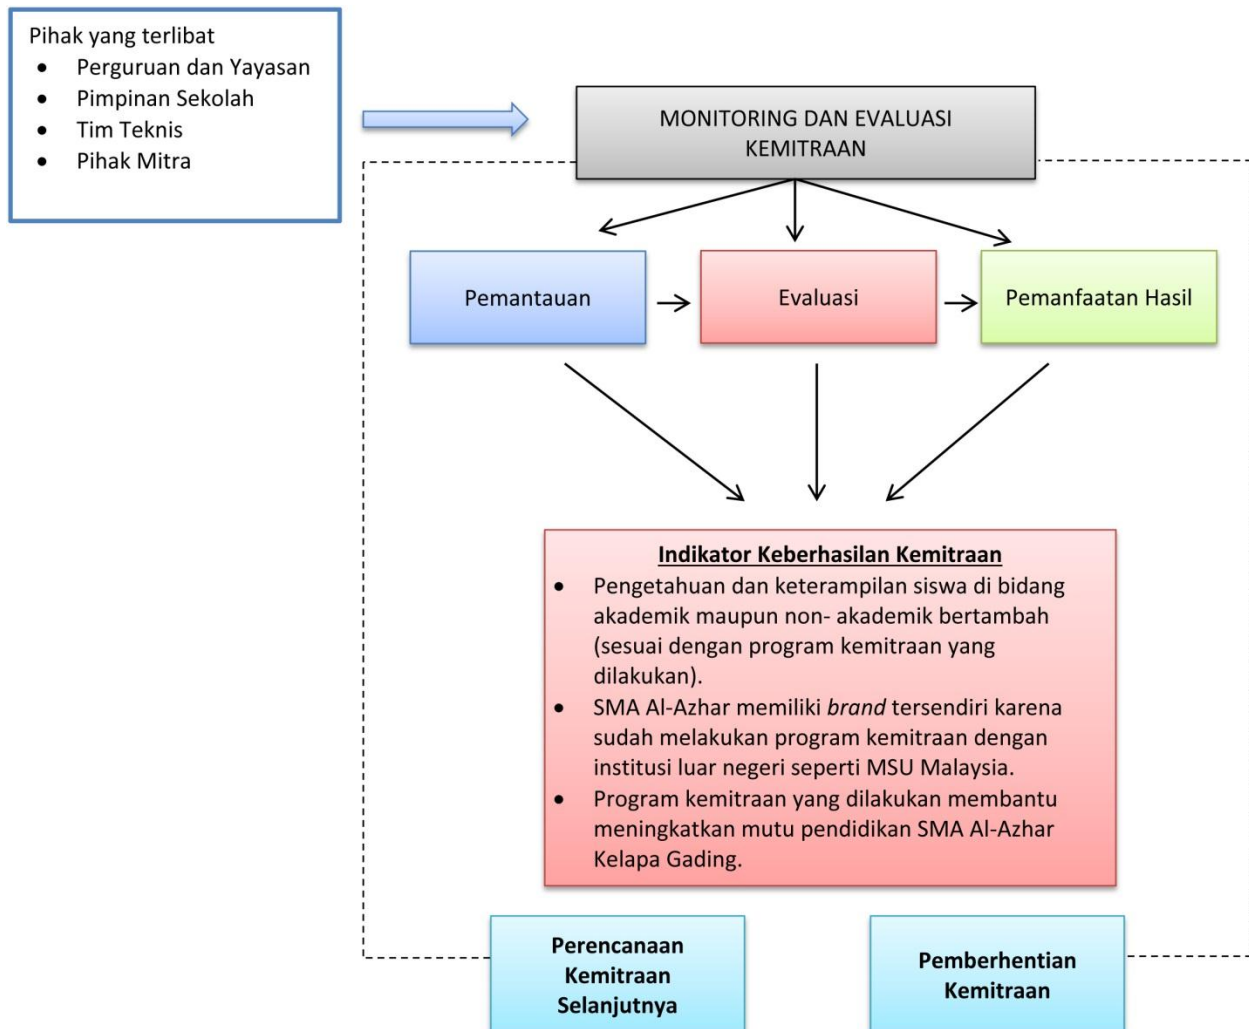 Pihak yang terlibat
• Perguruan dan Yayasan
• Pimpinan Sekolah
• Tim Teknis
• Pihak Mitra
MONITORING DAN EVALUASI
KEMITRAAN
Pemantauan
Evaluasi
Pemanfaatan Hasil
Indikator Keberhasilan Kemitraan
• Pengetahuan dan keterampilan siswa di bidang
akademik maupun non- akademik bertambah
(sesuai dengan program kemitraan yang
dilakukan).
• SMA Al-Azhar memiliki brand tersendiri karena
sudah melakukan program kemitraan dengan
institusi luar negeri seperti MSU Malaysia.
• Program kemitraan yang dilakukan membantu
meningkatkan mutu pendidikan SMA Al-Azhar
Kelapa Gading.
Perencanaan
Kemitraan
Selanjutnya
Pemberhentian
Kemitraan